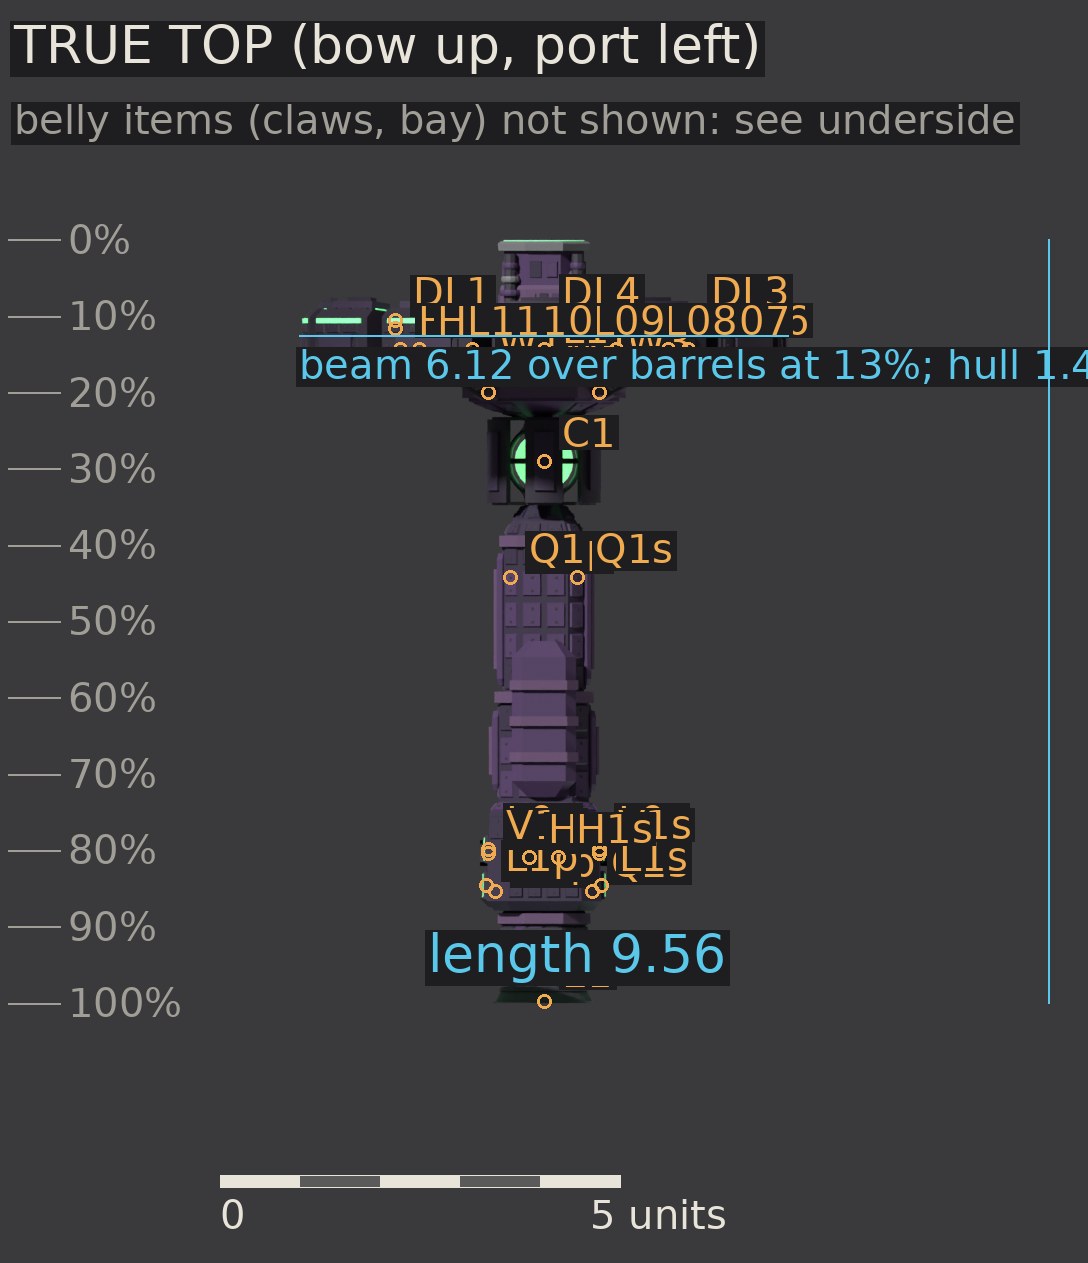 TRUE TOP (bow up, port left)
belly items (claws, bay) not shown: see underside
0%
DL1 DL4 DL3
10%
beam 6.12 over barrels at 13%; hull 1.4
20%
C1
30%
40%
Q1 Q1s
50%
60%
70%
80%
90%
length 9.56
100%
0 5 units